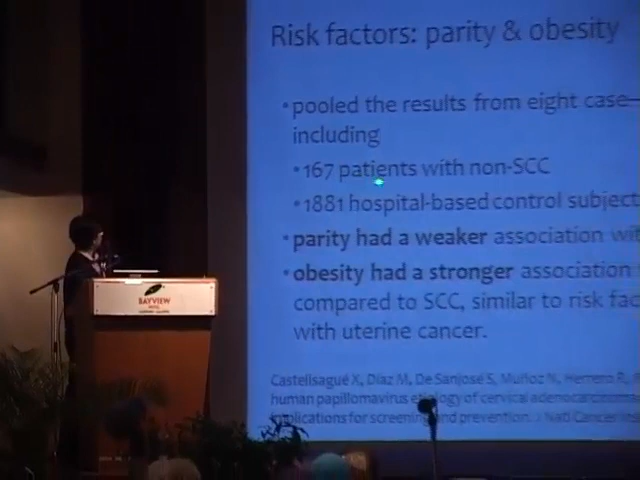 Risk factors: parity & obesity
•pooled the results from eight case-
including
•167 patients with non-SCC
•1881 hospital-based control subject
•parity had a weaker association wit
•obesity had a stronger association
compared to SCC, similar to risk fac
with uterine cancer.
Castellsagué X, Díaz M, De Sanjosé S, Muñoz N, Herrero R,
human papillomavirus etiology of cervical adenocarcinoma
implications for screening and prevention. J Natl Cancer
BAYVIEW